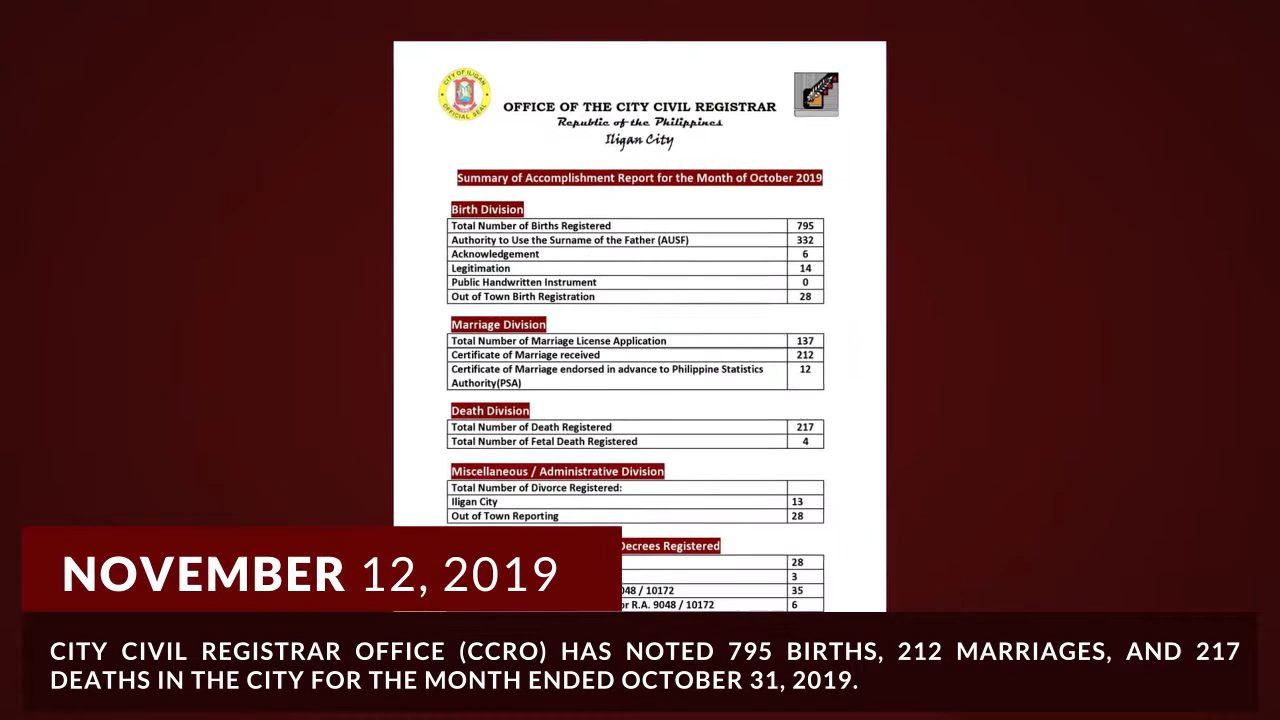 CITY OF ILIGAN
OFFICIAL SEAL
OFFICE OF THE CITY CIVIL REGISTRAR
Republic of the Philippines
Iligan City
Summary of Accomplishment Report for the Month of October 2019
Birth Division
Total Number of Births Registered 795
Authority to Use the Surname of the Father (AUSF) 332
Acknowledgement 6
Legitimation 14
Public Handwritten Instrument 0
Out of Town Birth Registration 28
Marriage Division
Total Number of Marriage License Application 137
Certificate of Marriage received 212
Certificate of Marriage endorsed in advance to Philippine Statistics 12
Authority(PSA)
Death Division
Total Number of Death Registered 217
Total Number of Fetal Death Registered 4
Miscellaneous / Administrative Division
Total Number of Divorce Registered:
Iligan City 13
Out of Town Reporting 28
Decrees Registered
28
3
048 / 10172 35
or R.A. 9048 / 10172 6
NOVEMBER 12, 2019
CITY CIVIL REGISTRAR OFFICE (CCRO) HAS NOTED 795 BIRTHS, 212 MARRIAGES, AND 217
DEATHS IN THE CITY FOR THE MONTH ENDED OCTOBER 31, 2019.